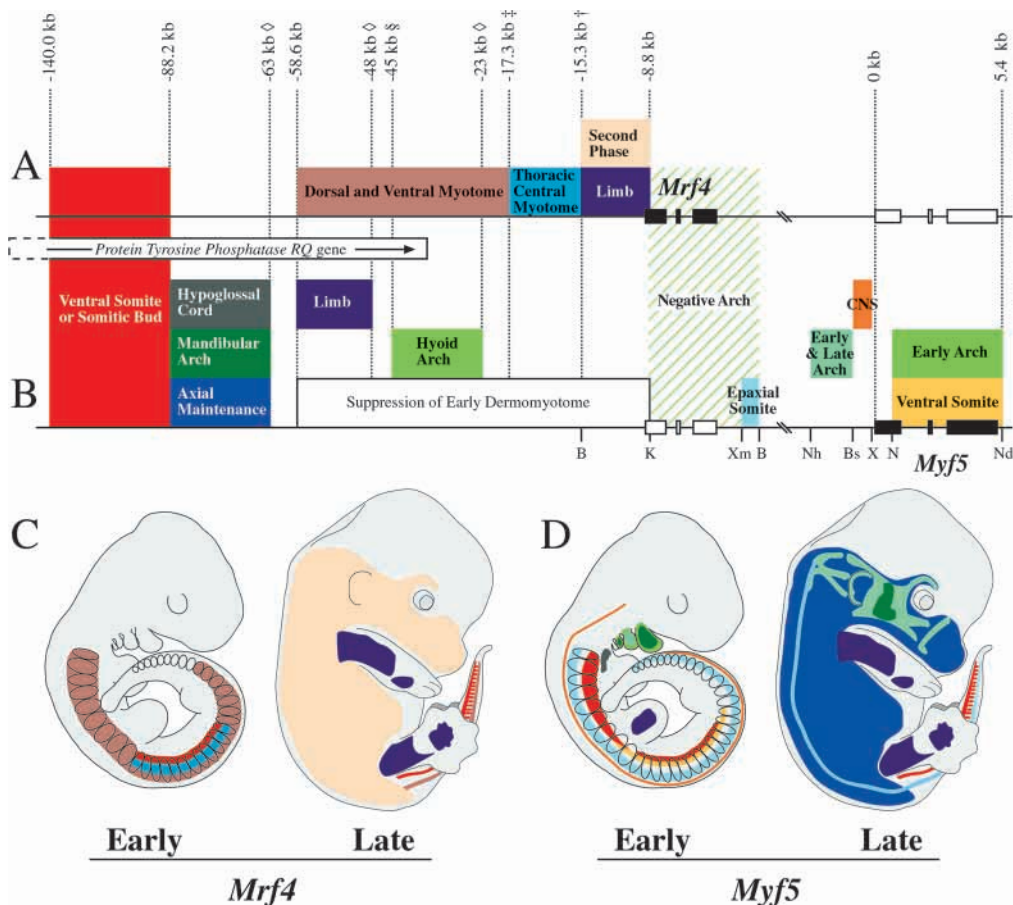 -140.0 kb
-88.2 kb
-63 kb ◊
-58.6 kb
-48 kb ◊
-45 kb §
-23 kb ◊
-17.3 kb ‡
-15.3 kb †
-8.8 kb
0 kb
5.4 kb
A
Second
Phase
Dorsal and Ventral Myotome
Thoracic
Central
Myotome
Limb
Mrf4
Protein Tyrosine Phosphatase RQ gene
Ventral Somite
or Somitic Bud
Hypoglossal
Cord
Limb
Negative Arch
CNS
Mandibular
Arch
Hyoid
Arch
Early
& Late
Arch
Early Arch
B
Axial
Maintenance
Suppression of Early Dermomyotome
Epaxial
Somite
Ventral Somite
B K Xm B Nh Bs X N Nd
Myf5
C
D
Early Late Early Late
Mrf4 Myf5